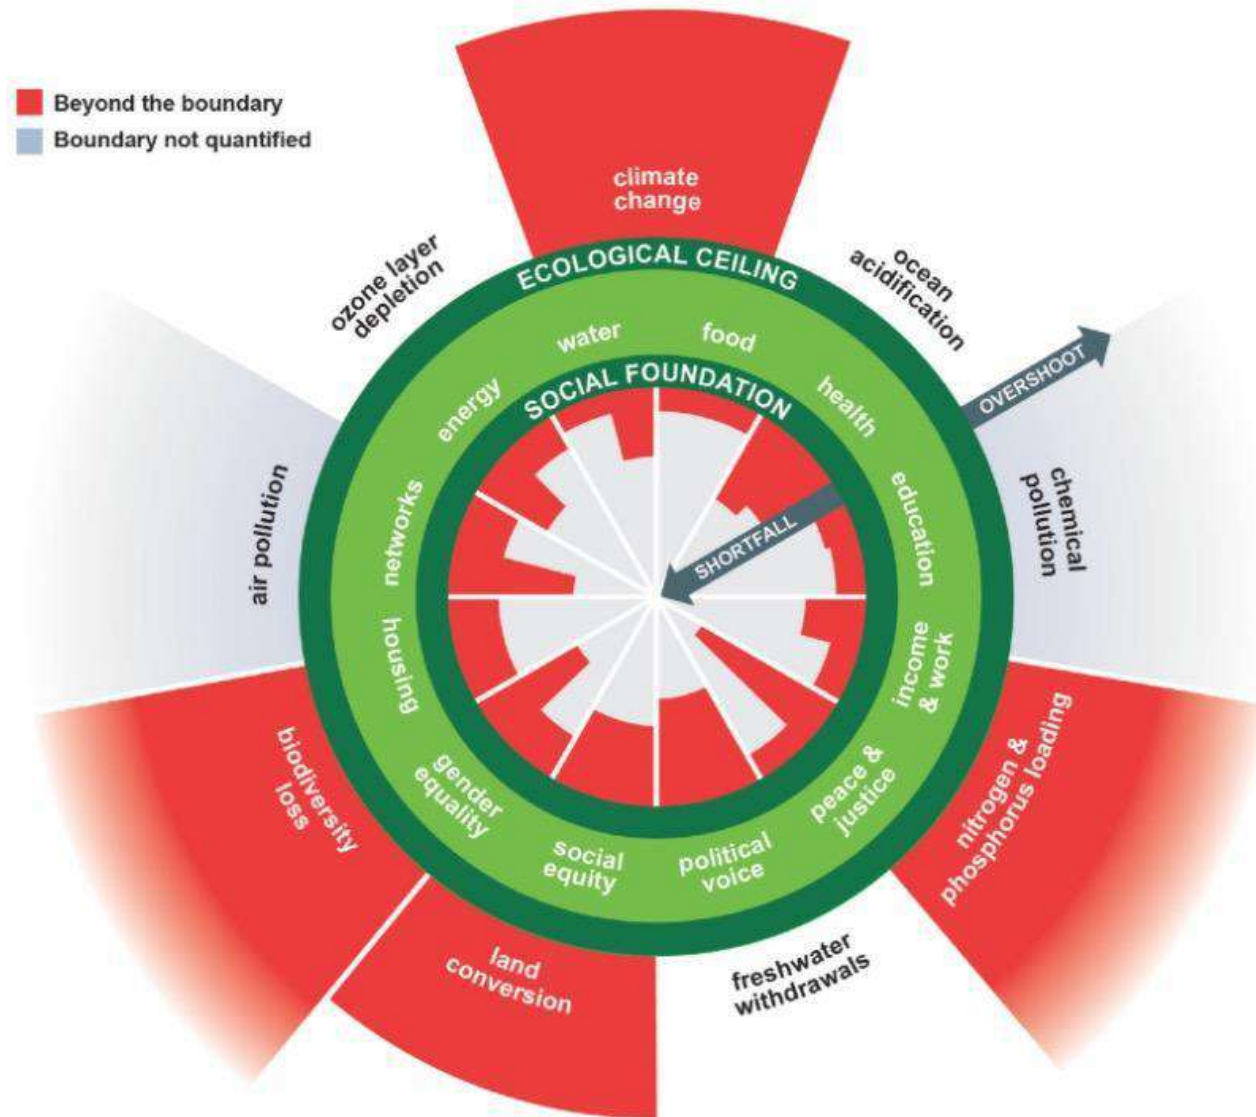 Beyond the boundary
Boundary not quantified
climate
change
ozone layer
depletion
ECOLOGICAL CEILING
ocean
acidification
water
food
SOCIAL FOUNDATION
energy
health
OVERSHOOT
air pollution
networks
SHORTFALL
education
chemical
pollution
housing
income
& work
biodiversity
loss
gender
equality
peace &
justice
nitrogen &
phosphorus loading
social
equity
political
voice
land
conversion
freshwater
withdrawals